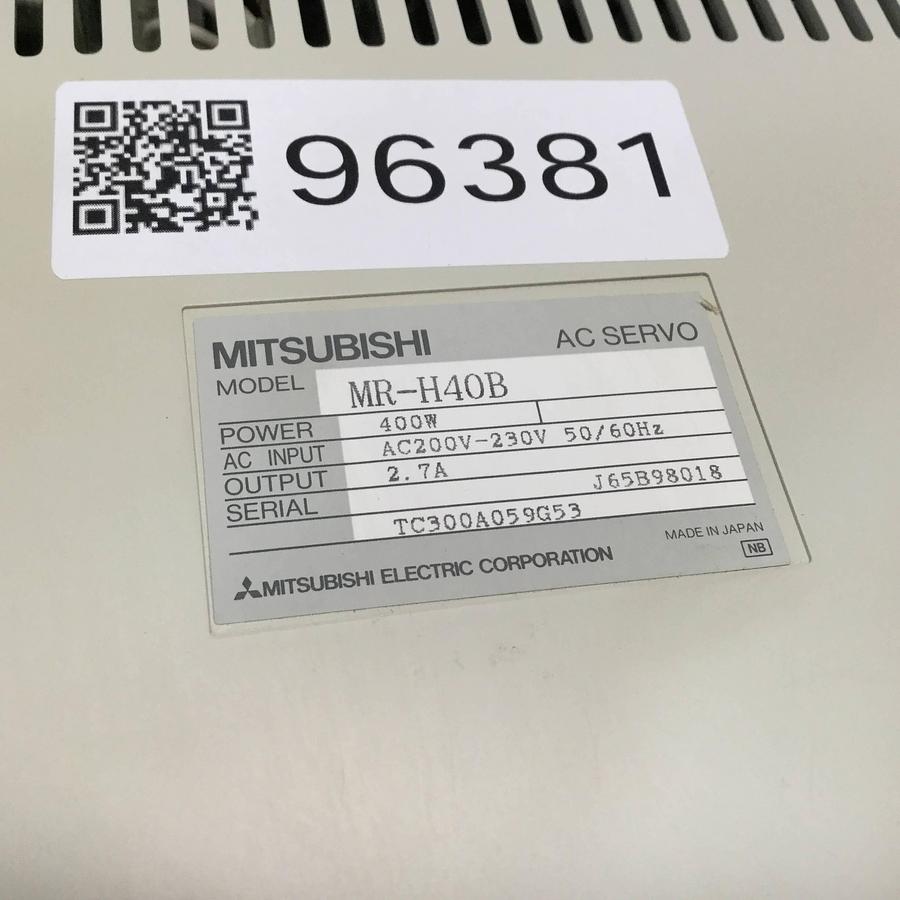 96381
MITSUBISHI AC SERVO
MODEL MR-H40B
POWER 400W
AC INPUT AC200V-230V 50/60Hz
OUTPUT 2.7A
SERIAL J65B98018
TC300A059G53
MADE IN JAPAN
MITSUBISHI ELECTRIC CORPORATION NB